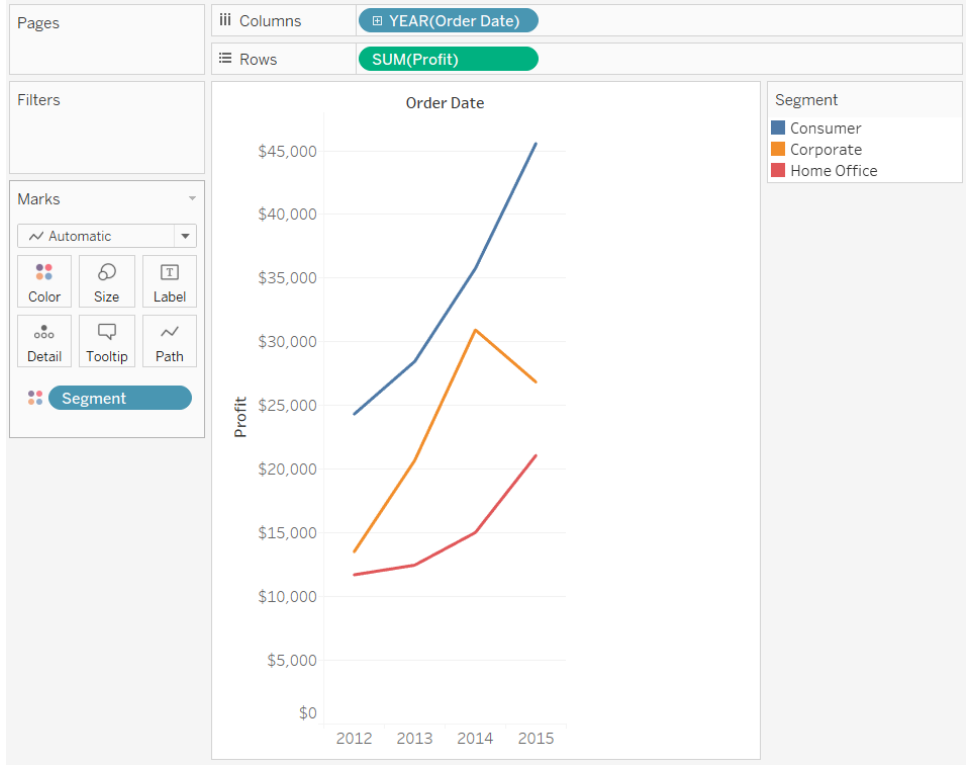 Pages
Columns
YEAR(Order Date)
Rows
SUM(Profit)
Filters
Marks
Automatic
Color
Size
T
Label
Detail
Tooltip
Path
Segment
Order Date
Profit
$45,000
$40,000
$35,000
$30,000
$25,000
$20,000
$15,000
$10,000
$5,000
$0
2012 2013 2014 2015
Segment
Consumer
Corporate
Home Office